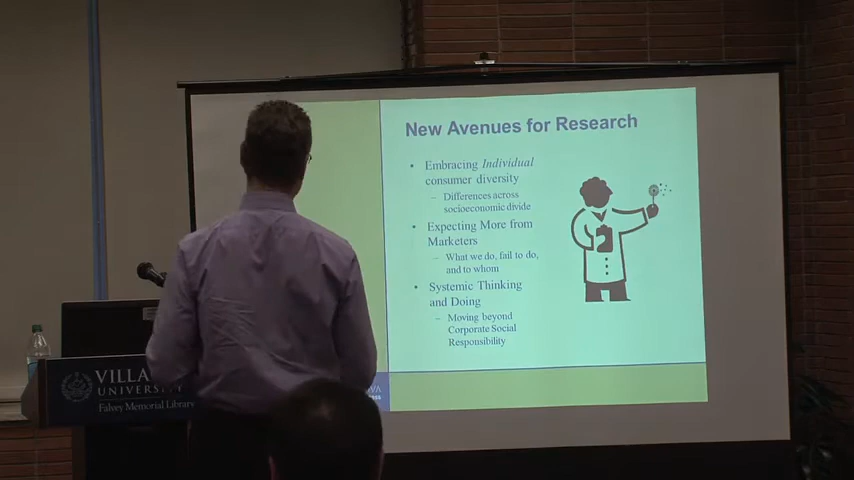 New Avenues for Research
• Embracing Individual
consumer diversity
– Differences across
socioeconomic divide
• Expecting More from
Marketers
– What we do, fail to do,
and to whom
• Systemic Thinking
and Doing
– Moving beyond
Corporate Social
Responsibility
UNIVERSITY
Falvey Memorial Library